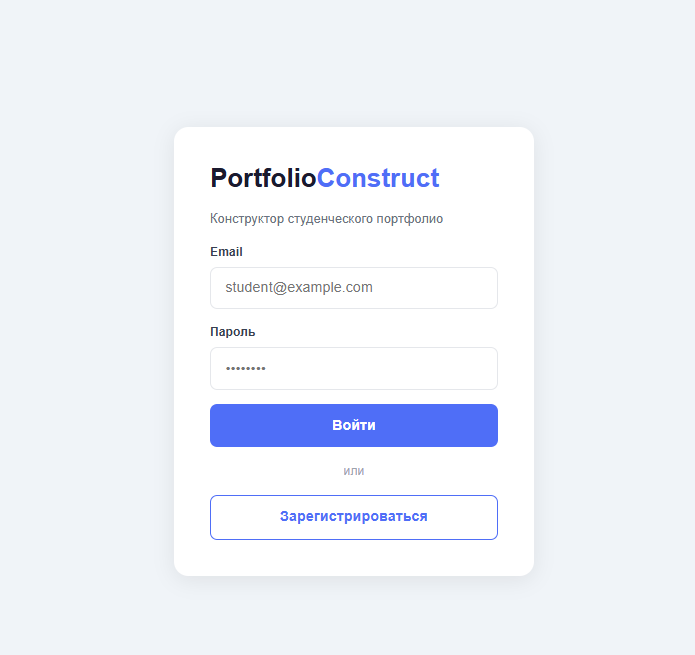 PortfolioConstruct
Конструктор студенческого портфолио
Email
student@example.com
Пароль
••••••••
Войти
или
Зарегистрироваться